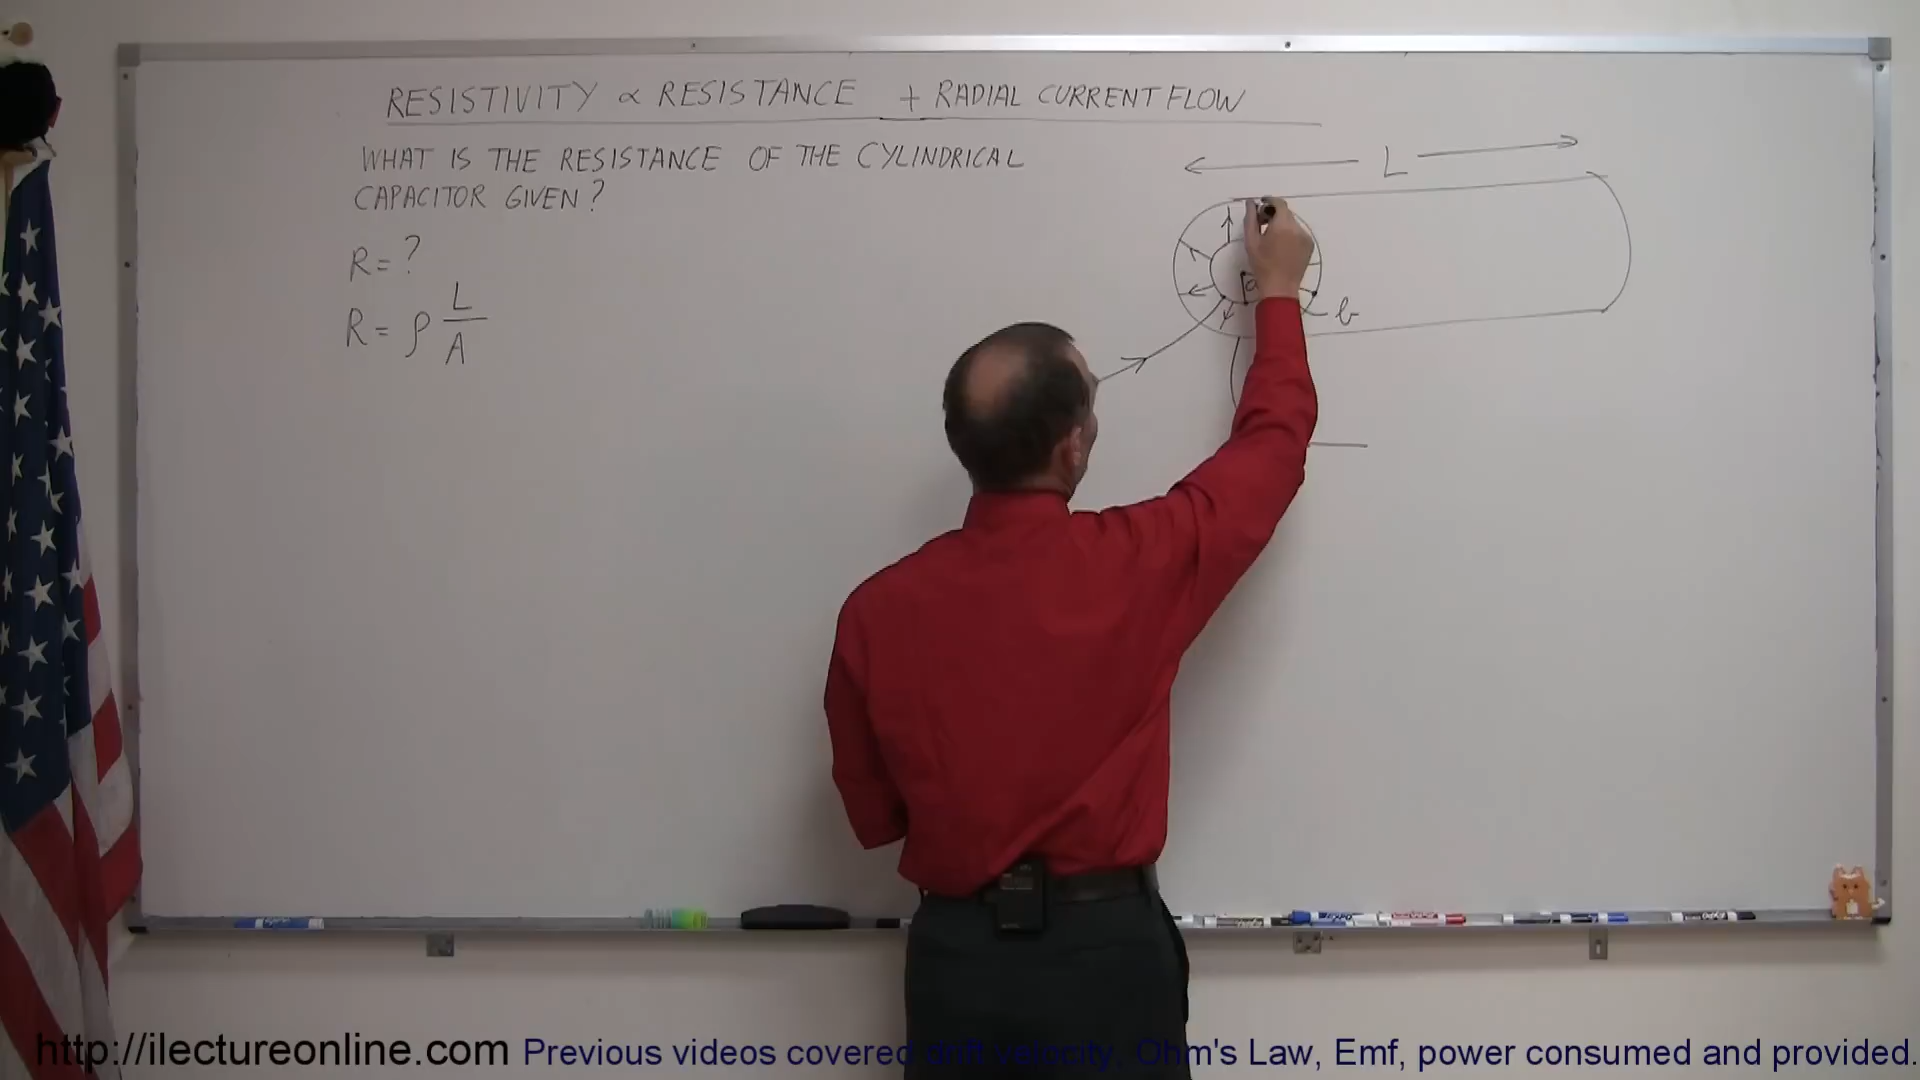 RESISTIVITY ∝ RESISTANCE + RADIAL CURRENT FLOW
WHAT IS THE RESISTANCE OF THE CYLINDRICAL
CAPACITOR GIVEN?
R = ?
R = ρ L/A
L
a
b
http://ilectureonline.com Previous videos covered drift velocity, Ohm's Law, Emf, power consumed and provided.